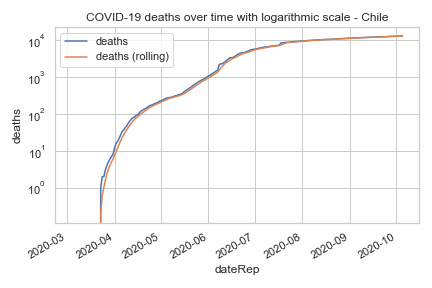 COVID-19 deaths over time with logarithmic scale - Chile
deaths
deaths (rolling)
10⁴
10³
10²
10¹
10⁰
deaths
2020-03
2020-04
2020-05
2020-06
2020-07
2020-08
2020-09
2020-10
dateRep